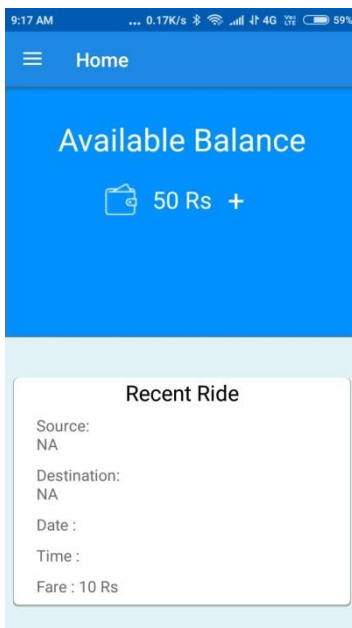 9:17 AM ... 0.17K/s 4G VoLTE 59%
Home
Available Balance
50 Rs +
Recent Ride
Source:
NA
Destination:
NA
Date :
Time :
Fare : 10 Rs